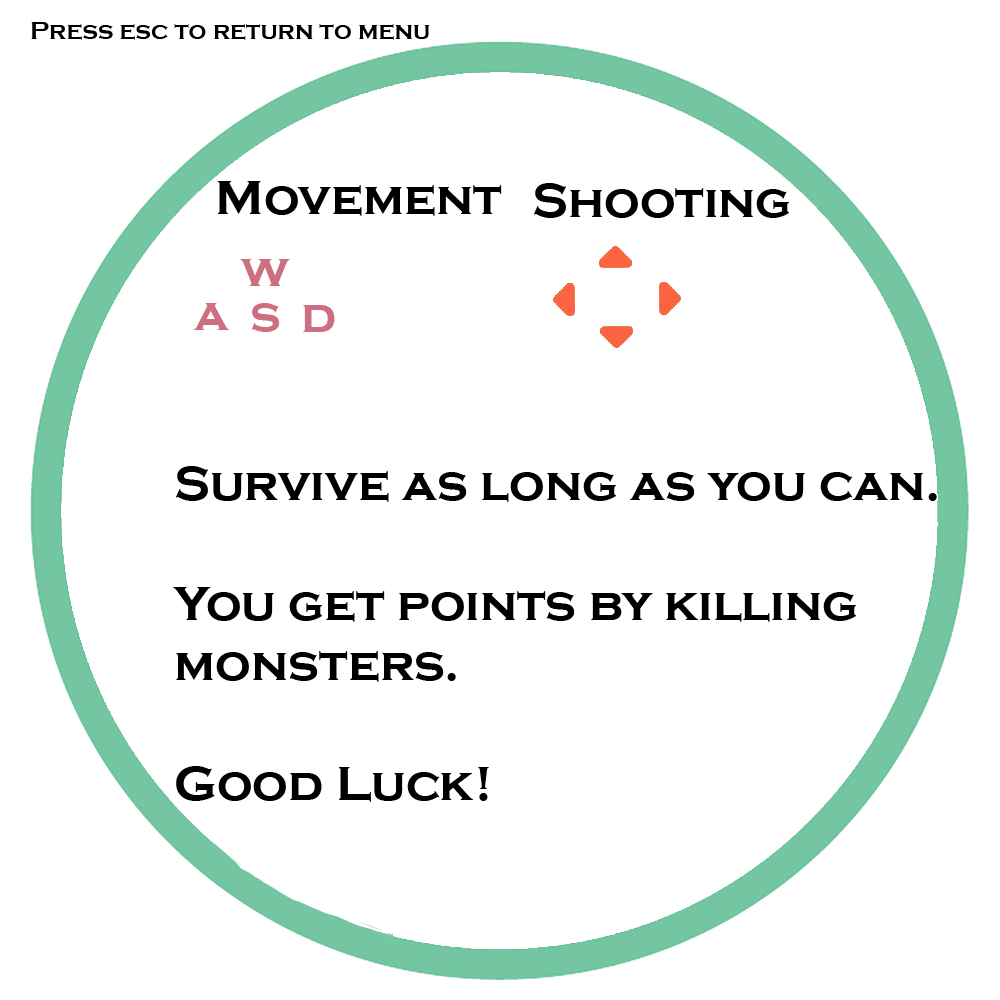 Press esc to return to menu
Movement Shooting
W
A S D
Survive as long as you can.
You get points by killing
monsters.
Good Luck!